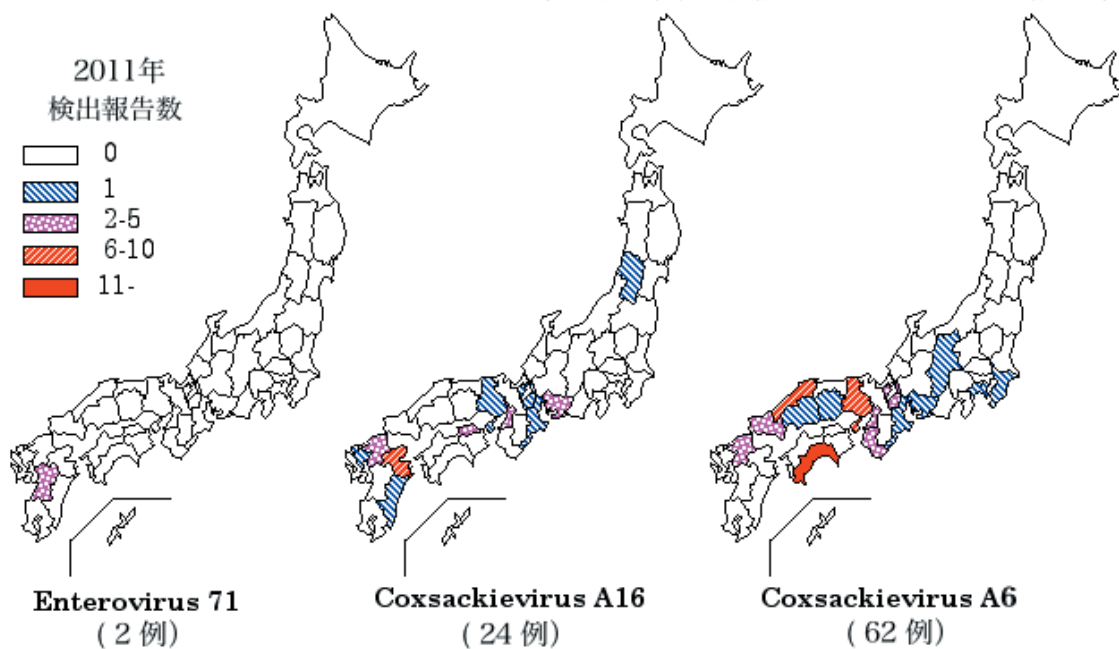 2011年
検出報告数
0
1
2-5
6-10
11-
Enterovirus 71
( 2 例)
Coxsackievirus A16
( 24 例)
Coxsackievirus A6
( 62 例)